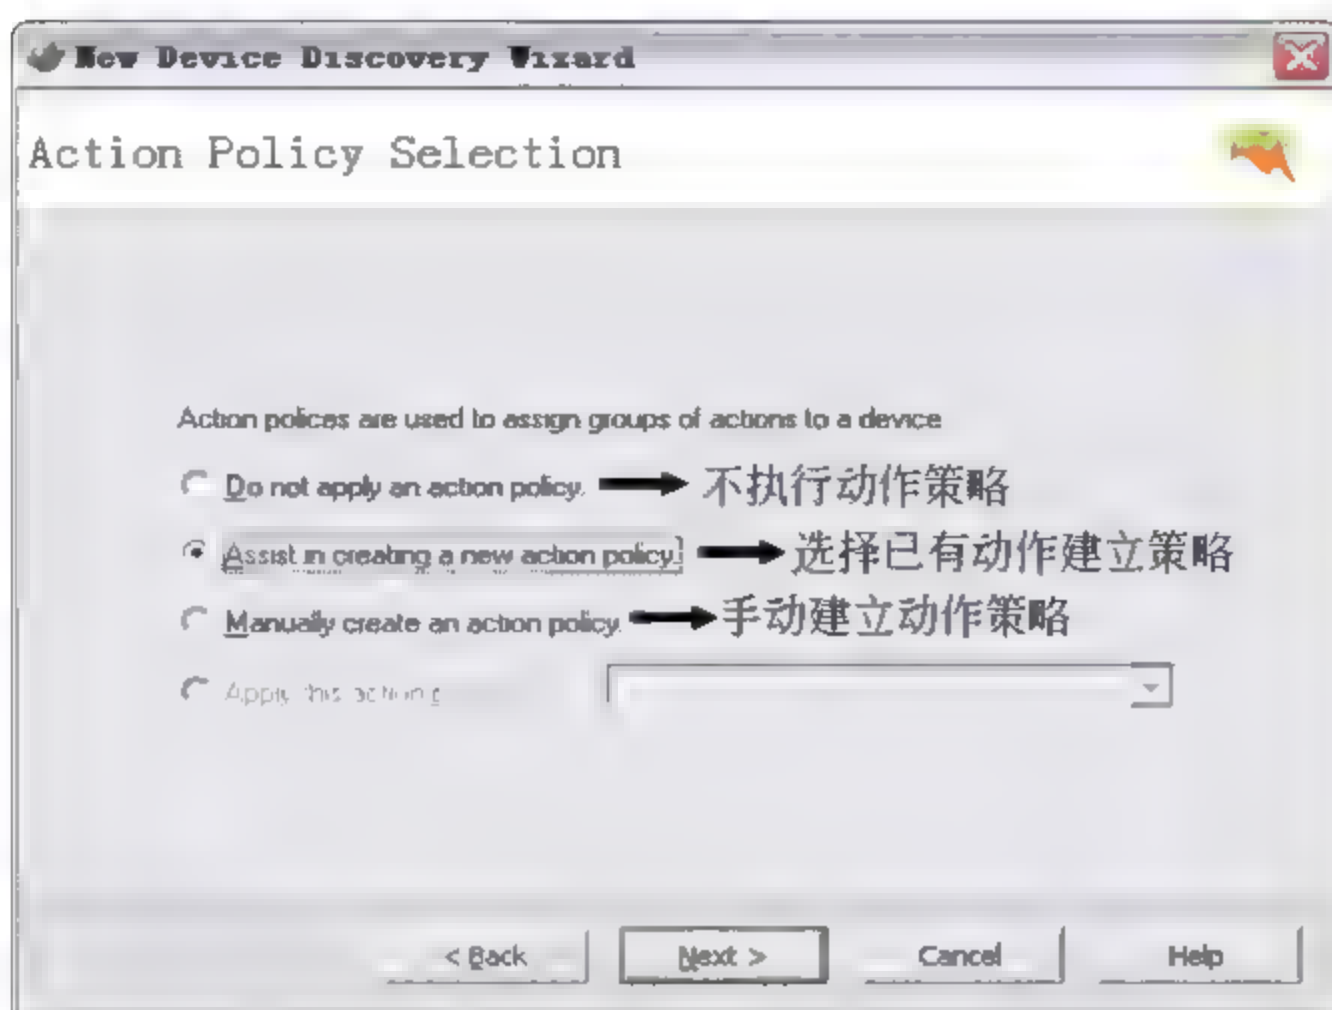 New Device Discovery Wizard
Action Policy Selection
Action polices are used to assign groups of actions to a device
Do not apply an action policy. 不执行动作策略
Assist in creating a new action policy. 选择已有动作建立策略
Manually create an action policy. 手动建立动作策略
Apply this action
< Back Next > Cancel Help